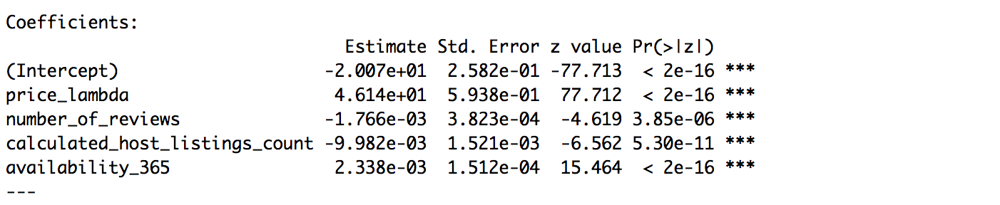 Coefficients:
Estimate Std. Error z value Pr(>|z|)
(Intercept) -2.007e+01 2.582e-01 -77.713 < 2e-16 ***
price_lambda 4.614e+01 5.938e-01 77.712 < 2e-16 ***
number_of_reviews -1.766e-03 3.823e-04 -4.619 3.85e-06 ***
calculated_host_listings_count -9.982e-03 1.521e-03 -6.562 5.30e-11 ***
availability_365 2.338e-03 1.512e-04 15.464 < 2e-16 ***
---